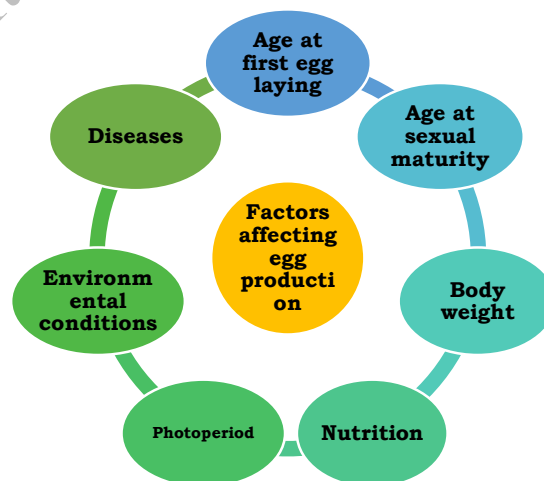 Age at
first egg
laying
Age at
sexual
maturity
Body
weight
Nutrition
Photoperiod
Environm
ental
conditions
Diseases
Factors
affecting
egg
producti
on